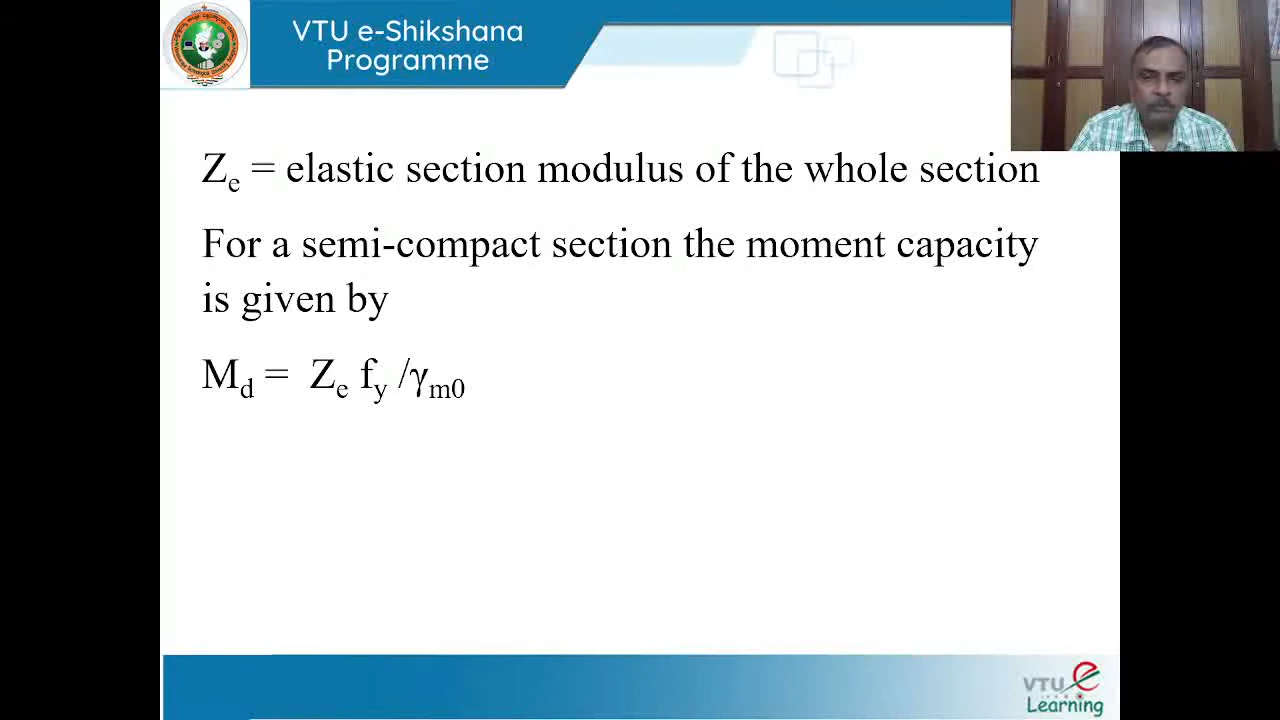 VTU e-Shikshana
Programme
Zₑ = elastic section modulus of the whole section
For a semi-compact section the moment capacity
is given by
M_d = Zₑ f_y /γ_m0
VTU e
Learning